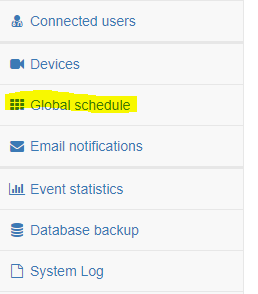 Connected users
Devices
Global schedule
Email notifications
Event statistics
Database backup
System Log